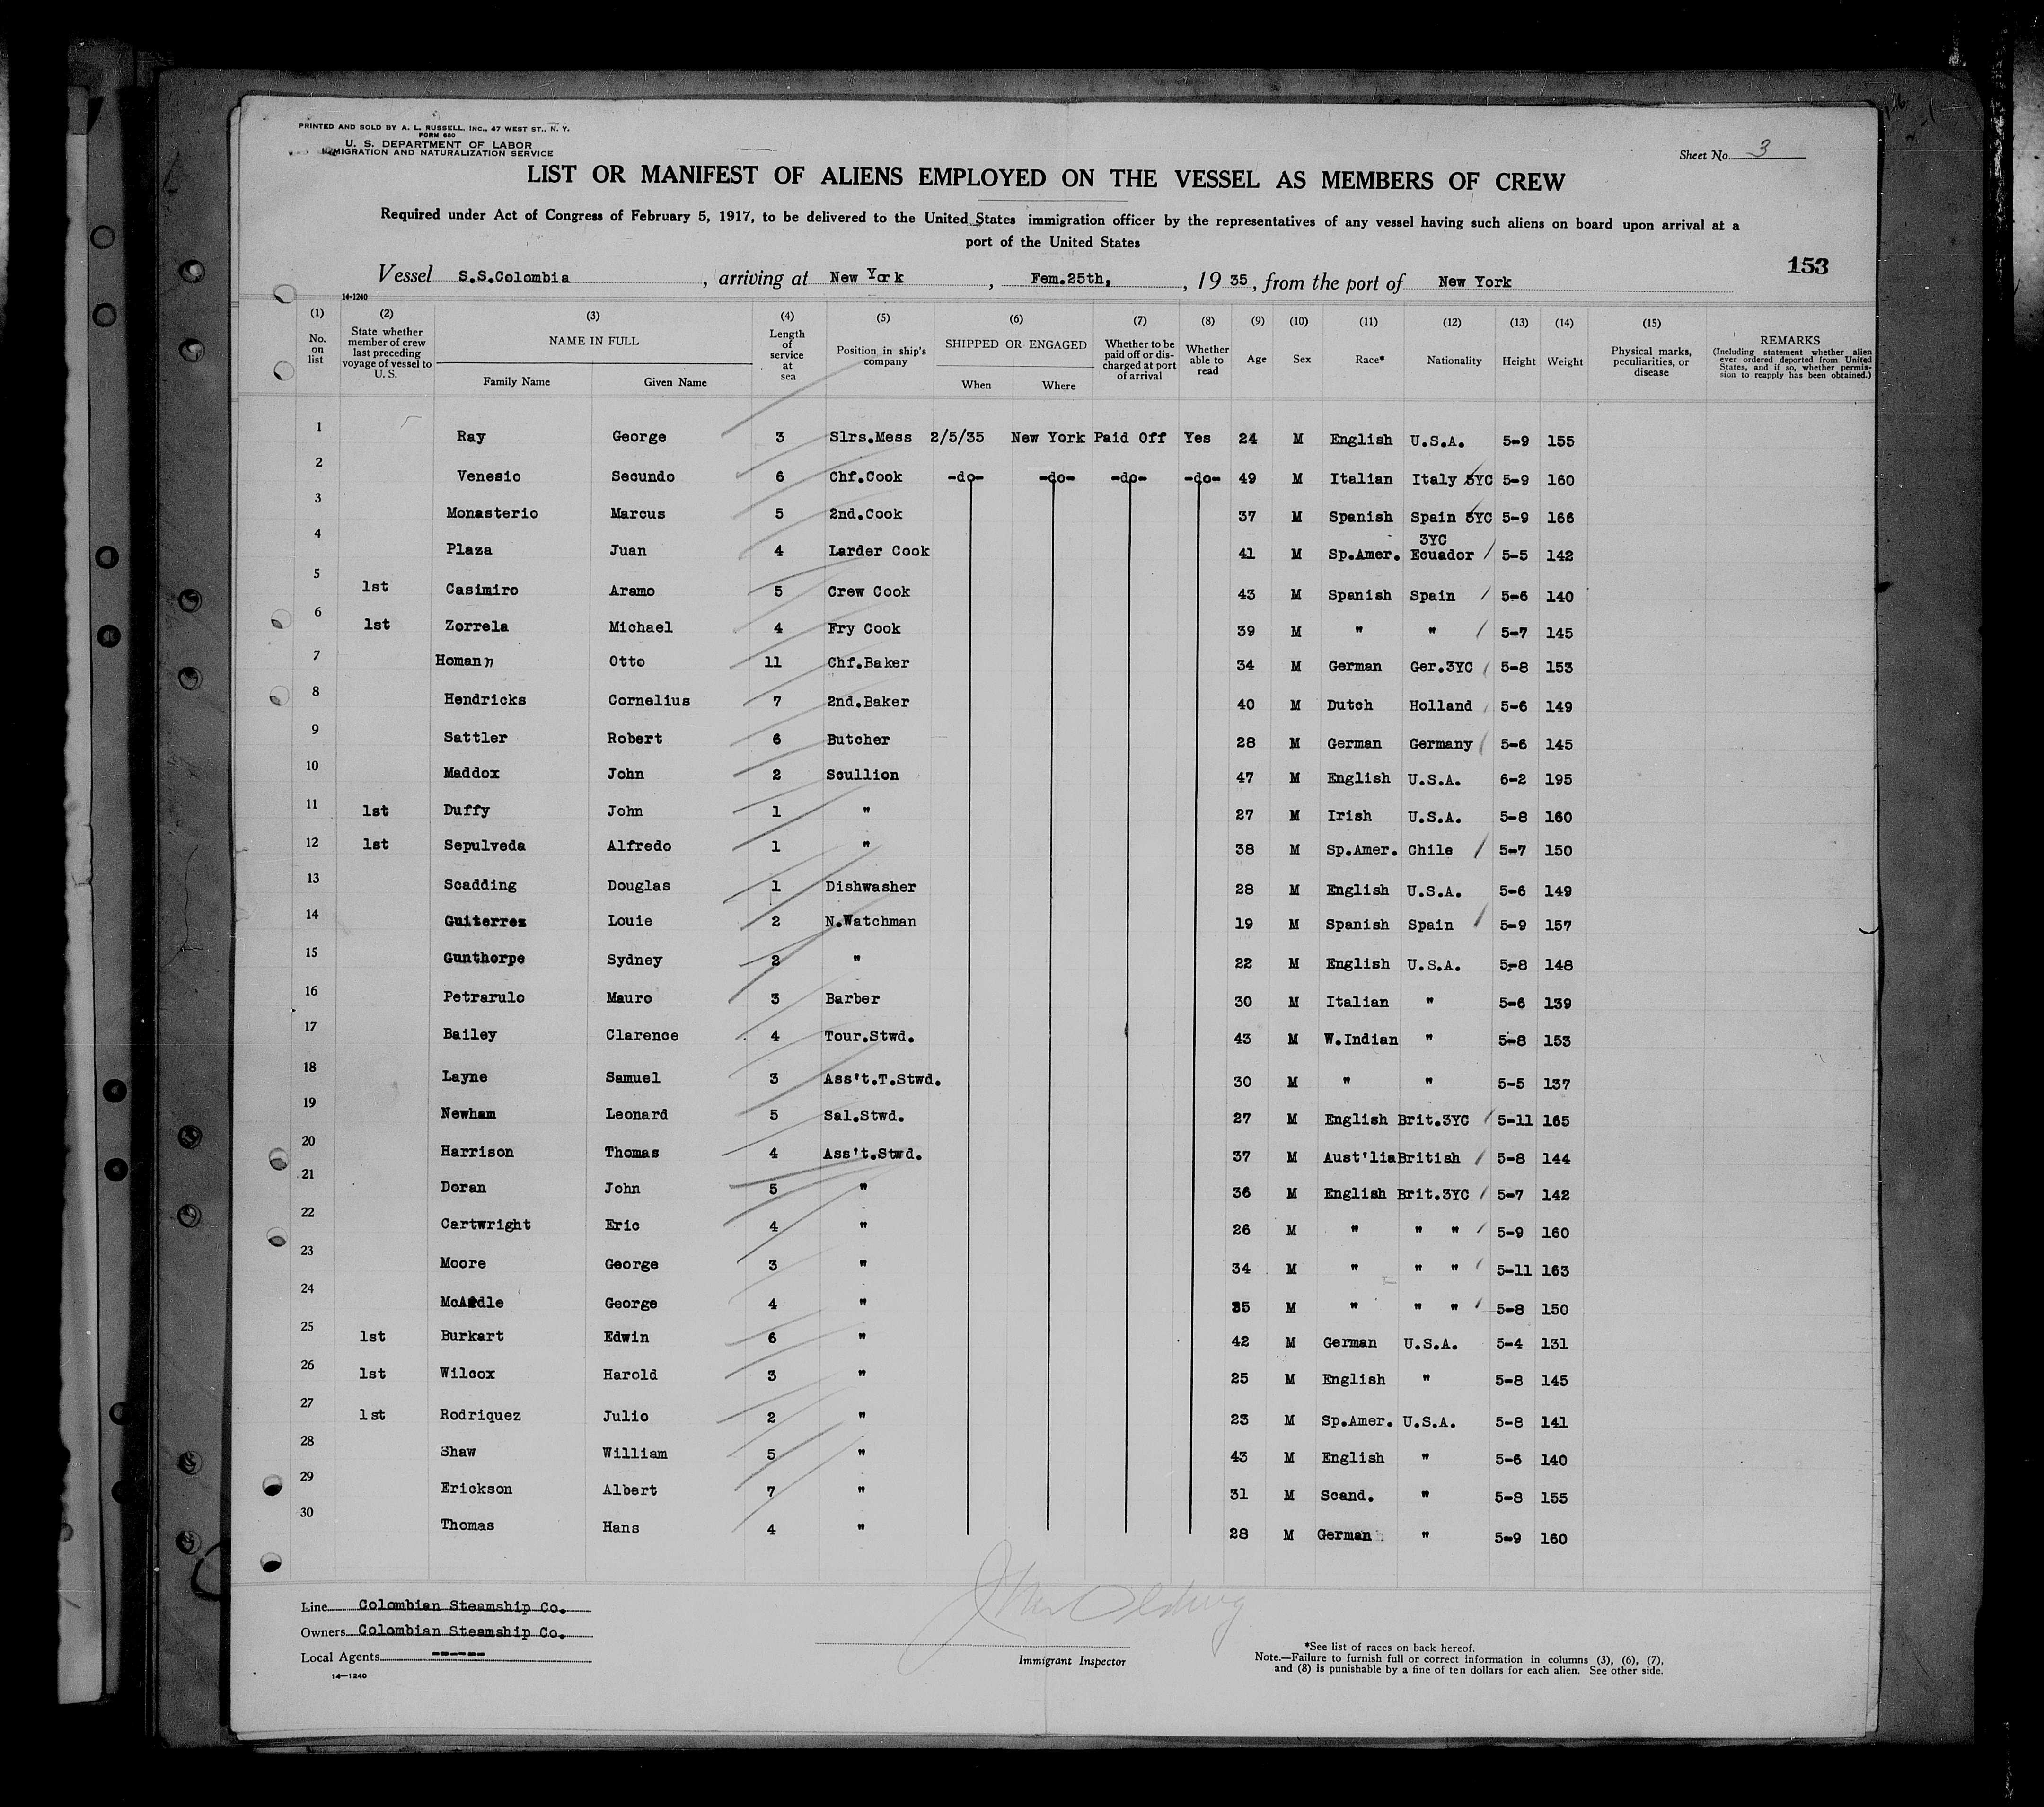 PRINTED AND SOLD BY A. L. RUSSELL, INC., 47 WEST ST., N. Y.
FORM 680
U. S. DEPARTMENT OF LABOR
IMMIGRATION AND NATURALIZATION SERVICE
Sheet No. 3
LIST OR MANIFEST OF ALIENS EMPLOYED ON THE VESSEL AS MEMBERS OF CREW
Required under Act of Congress of February 5, 1917, to be delivered to the United States immigration officer by the representatives of any vessel having such aliens on board upon arrival at a
port of the United States
153
Vessel S.S.Colombia , arriving at New York , Fem.25th, , 19 35, from the port of New York
14-1240
(1) (2) (3) (4) (5) (6) (7) (8) (9) (10) (11) (12) (13) (14) (15)
No. on list State whether member of crew last preceding voyage of vessel to U. S. NAME IN FULL Family Name Given Name Length of service at sea Position in ship's company SHIPPED OR ENGAGED When Where Whether to be paid off or discharged at port of arrival Whether able to read Age Sex Race* Nationality Height Weight Physical marks, peculiarities, or disease REMARKS (Including statement whether alien ever ordered deported from United States, and if so, whether permission to reapply has been obtained.)
1 Ray George 3 Slrs.Mess 2/5/35 New York Paid Off Yes 24 M English U.S.A. 5-9 155
2 Venesio Secundo 6 Chf.Cook -do- -do- -do- -do- 49 M Italian Italy 3YC 5-9 160
3 Monasterio Marcus 5 2nd.Cook 37 M Spanish Spain 3YC 5-9 166
4 Plaza Juan 4 Larder Cook 41 M Sp.Amer. 3YC Ecuador 5-5 142
5 1st Casimiro Aramo 5 Crew Cook 43 M Spanish Spain 5-6 140
6 1st Zorrela Michael 4 Fry Cook 39 M " " 5-7 145
7 Homann Otto 11 Chf.Baker 34 M German Ger.3YC 5-8 153
8 Hendricks Cornelius 7 2nd.Baker 40 M Dutch Holland 5-6 149
9 Sattler Robert 6 Butcher 28 M German Germany 5-6 145
10 Maddox John 2 Scullion 47 M English U.S.A. 6-2 195
11 1st Duffy John 1 " 27 M Irish U.S.A. 5-8 160
12 1st Sepulveda Alfredo 1 " 38 M Sp.Amer. Chile 5-7 150
13 Scadding Douglas 1 Dishwasher 28 M English U.S.A. 5-6 149
14 Guiterrez Louie 2 N.Watchman 19 M Spanish Spain 5-9 157
15 Gunthorpe Sydney 2 " 22 M English U.S.A. 5-8 148
16 Petrarulo Mauro 3 Barber 30 M Italian " 5-6 139
17 Bailey Clarence 4 Tour.Stwd. 43 M W.Indian " 5-8 153
18 Layne Samuel 3 Ass't.T.Stwd. 30 M " " 5-5 137
19 Newham Leonard 5 Sal.Stwd. 27 M English Brit.3YC 5-11 165
20 Harrison Thomas 4 Ass't.Stwd. 37 M Aust'lia British 5-8 144
21 Doran John 5 " 36 M English Brit.3YC 5-7 142
22 Cartwright Eric 4 " 26 M " " " 5-9 160
23 Moore George 3 " 34 M " " " 5-11 163
24 McArdle George 4 " 35 M " " " 5-8 150
25 1st Burkart Edwin 6 " 42 M German U.S.A. 5-4 131
26 1st Wilcox Harold 3 " 25 M English " 5-8 145
27 1st Rodriquez Julio 2 " 23 M Sp.Amer. U.S.A. 5-8 141
28 Shaw William 5 " 43 M English " 5-6 140
29 Erickson Albert 7 " 31 M Scand. " 5-8 155
30 Thomas Hans 4 " 28 M German " 5-9 160
Line Colombian Steamship Co.
Owners Colombian Steamship Co.
Local Agents ------
14—1240
Immigrant Inspector
*See list of races on back hereof.
Note.—Failure to furnish full or correct information in columns (3), (6), (7),
and (8) is punishable by a fine of ten dollars for each alien. See other side.